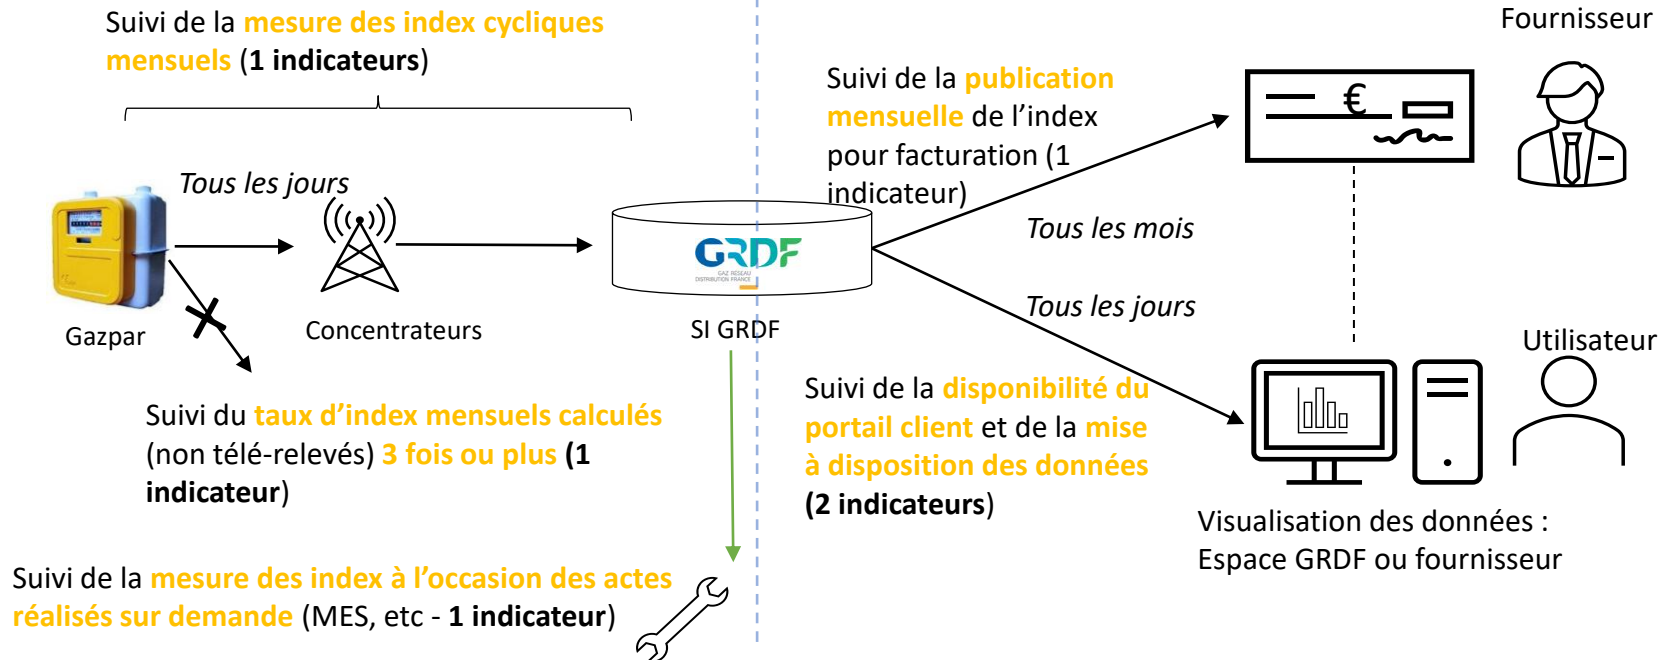 Suivi de la mesure des index cycliques
mensuels (1 indicateurs)
Fournisseur
Suivi de la publication
mensuelle de l’index
pour facturation (1
indicateur)
€
Tous les jours
Tous les mois
GRDF
GAZ RÉSEAU
DISTRIBUTION FRANCE
Tous les jours
Gazpar
Concentrateurs
SI GRDF
Utilisateur
Suivi du taux d’index mensuels calculés
(non télé-relevés) 3 fois ou plus (1
indicateur)
Suivi de la disponibilité du
portail client et de la mise
à disposition des données
(2 indicateurs)
Visualisation des données :
Espace GRDF ou fournisseur
Suivi de la mesure des index à l’occasion des actes
réalisés sur demande (MES, etc - 1 indicateur)